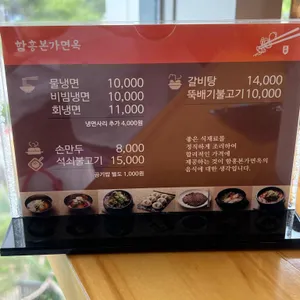 함흥본가면옥
물냉면 10,000
비빔냉면 10,000
회냉면 11,000
냉면사리 추가 4,000원
손만두 8,000
석쇠불고기 15,000
공기밥 별도 1,000원
갈비탕 14,000
뚝배기불고기 10,000
좋은 식재료를
정직하게 조리하여
합리적인 가격에
제공하는 것이 함흥본가면옥의
음식에 대한 생각입니다.